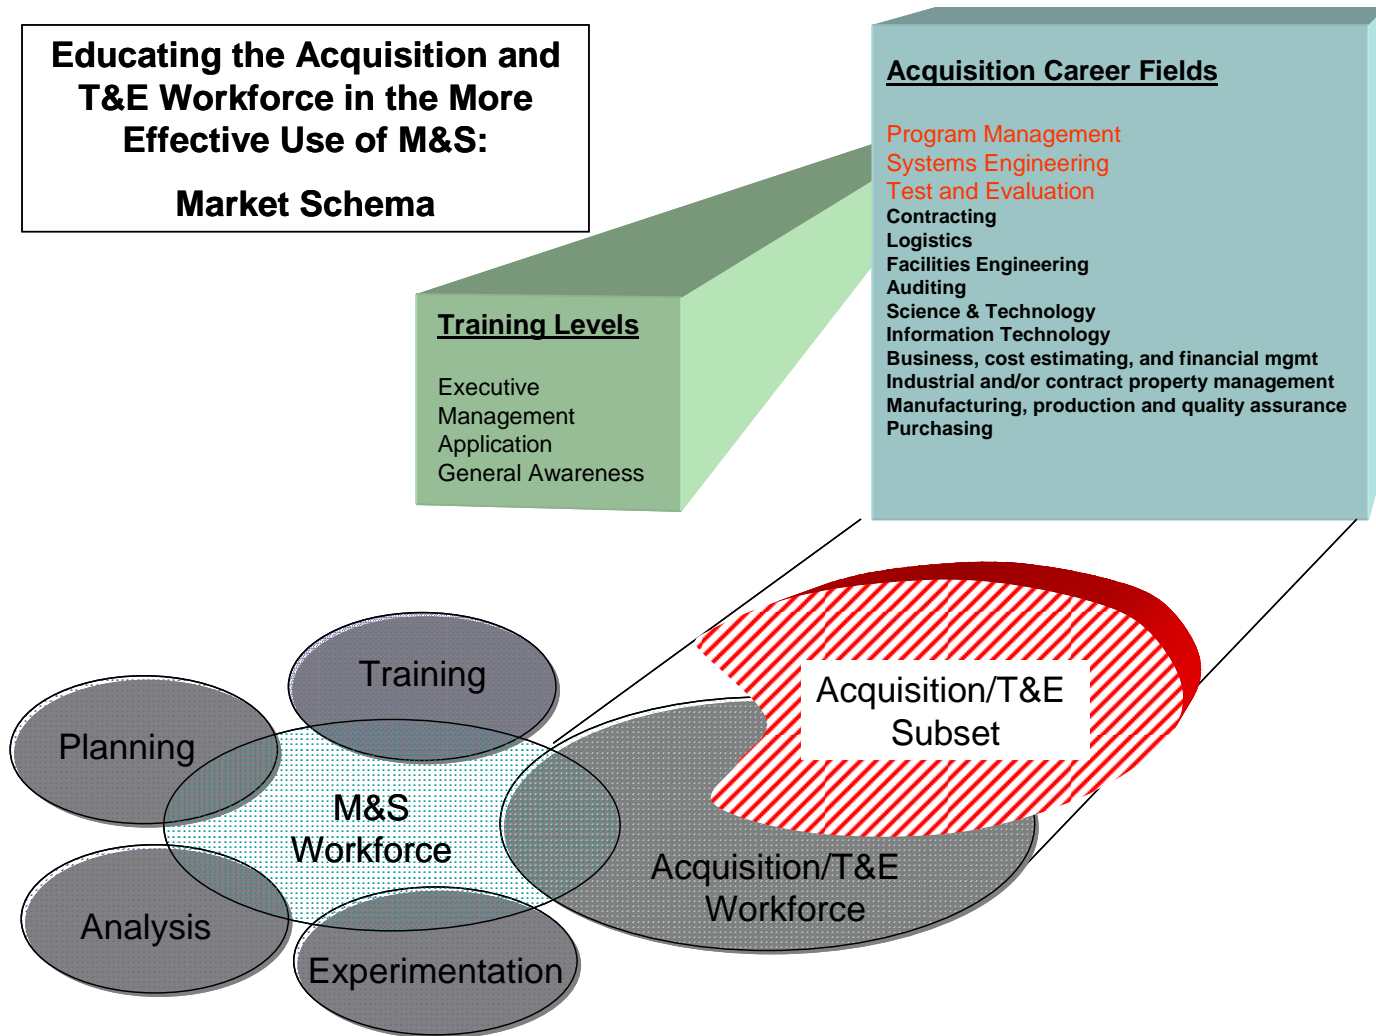 Educating the Acquisition and
T&E Workforce in the More
Effective Use of M&S:
Market Schema
Acquisition Career Fields
Program Management
Systems Engineering
Test and Evaluation
Contracting
Logistics
Facilities Engineering
Auditing
Science & Technology
Information Technology
Business, cost estimating, and financial mgmt
Industrial and/or contract property management
Manufacturing, production and quality assurance
Purchasing
Training Levels
Executive
Management
Application
General Awareness
Training
Planning
M&S
Workforce
Analysis
Experimentation
Acquisition/T&E
Subset
Acquisition/T&E
Workforce